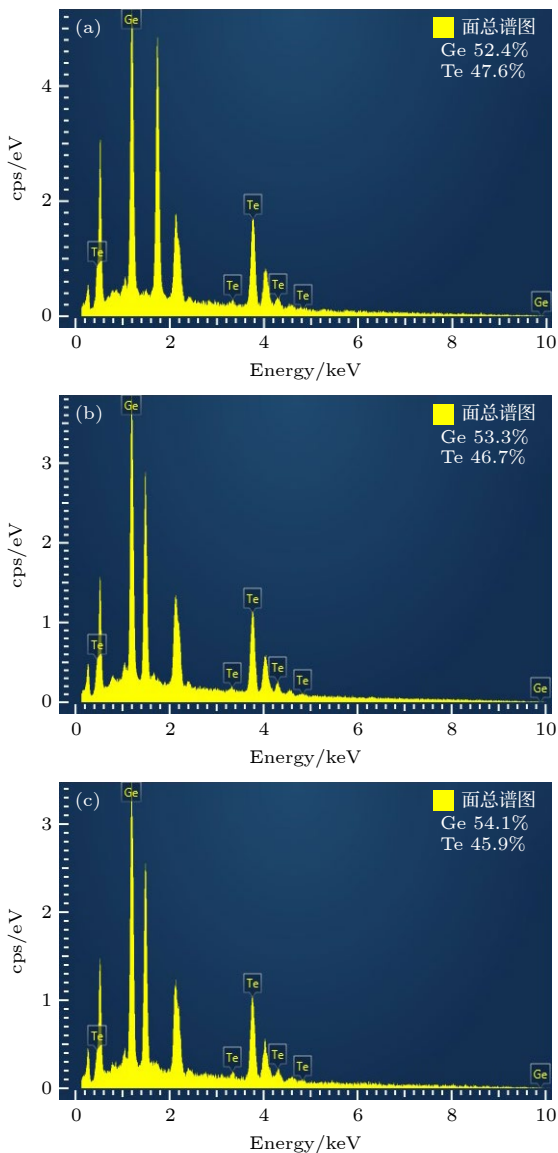 (a)
面总谱图
Ge 52.4%
Te 47.6%
Ge
Te
Te
Te
Te
Te
Ge
cps/eV
4
2
0
0 2 4 6 8 10
Energy/keV
(b)
面总谱图
Ge 53.3%
Te 46.7%
Ge
Te
Te
Te
Te
Te
Ge
cps/eV
3
2
1
0
0 2 4 6 8 10
Energy/keV
(c)
面总谱图
Ge 54.1%
Te 45.9%
Ge
Te
Te
Te
Te
Te
Ge
cps/eV
3
2
1
0
0 2 4 6 8 10
Energy/keV